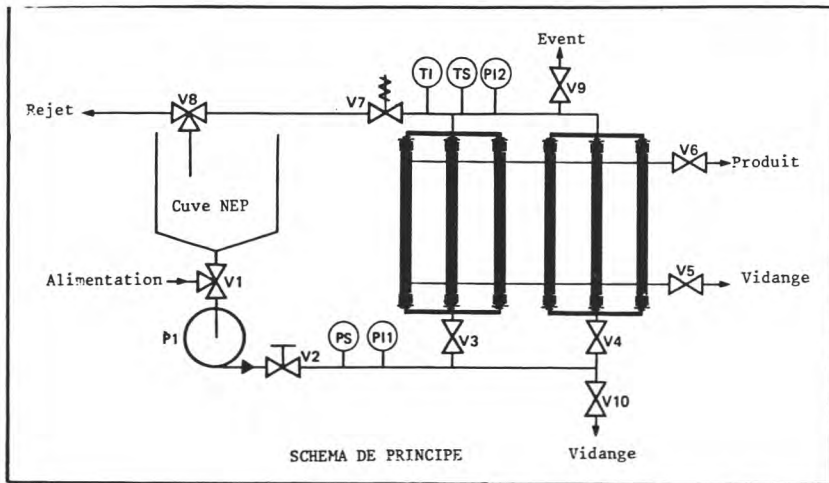 Event
TI TS PI2
V9
V8
V7
Rejet
V6
Produit
Cuve NEP
Alimentation
V1
V5
Vidange
P1
V2
PS PI1
V3
V4
V10
SCHEMA DE PRINCIPE
Vidange